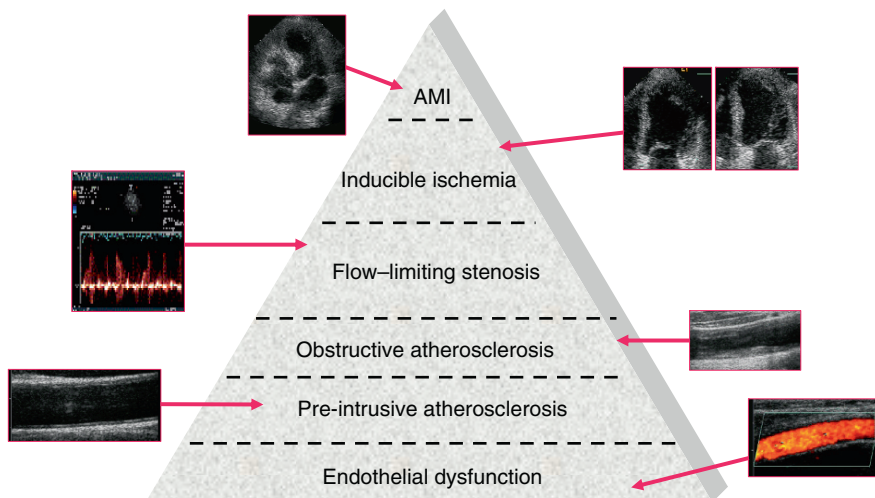 AMI
Inducible ischemia
Flow–limiting stenosis
Obstructive atherosclerosis
Pre-intrusive atherosclerosis
Endothelial dysfunction